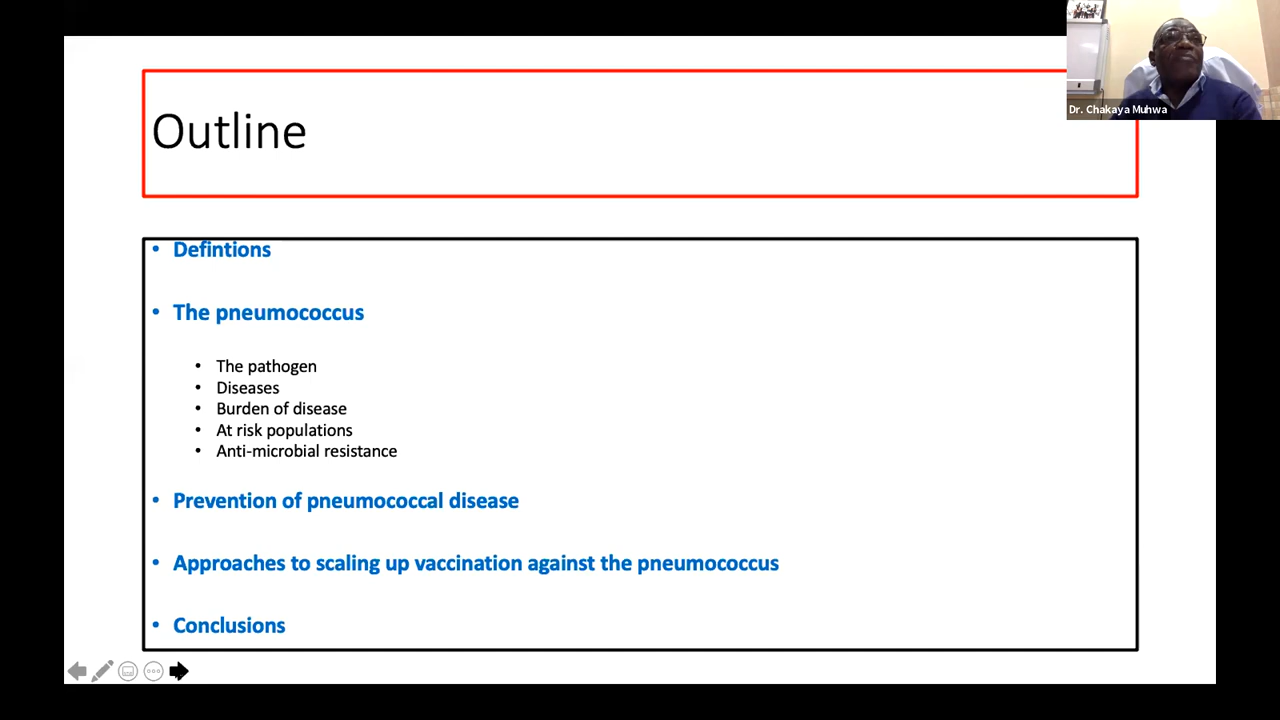 Dr. Chakaya Muhwa
Outline
• Defintions
• The pneumococcus
• The pathogen
• Diseases
• Burden of disease
• At risk populations
• Anti-microbial resistance
• Prevention of pneumococcal disease
• Approaches to scaling up vaccination against the pneumococcus
• Conclusions